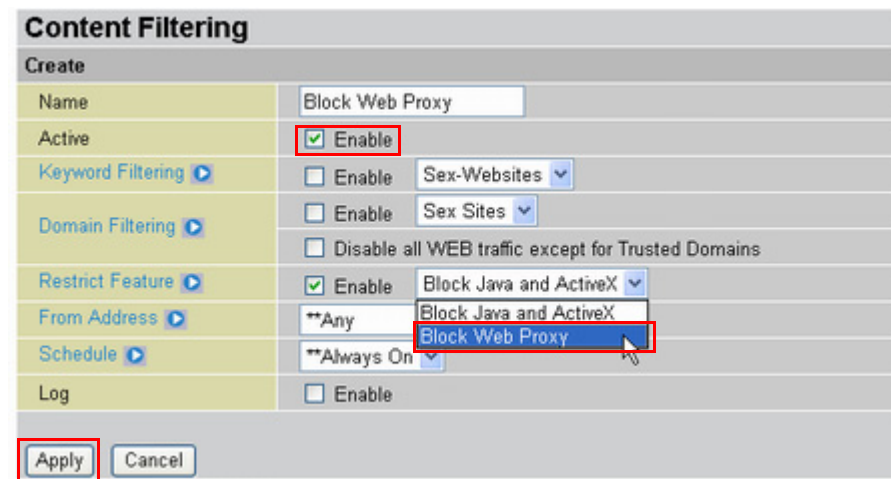 Content Filtering
Create
Name Block Web Proxy
Active Enable
Keyword Filtering Enable Sex-Websites
Domain Filtering Enable Sex Sites
Disable all WEB traffic except for Trusted Domains
Restrict Feature Enable Block Java and ActiveX
Block Java and ActiveX
Block Web Proxy
From Address **Any
Schedule **Always On
Log Enable
Apply Cancel